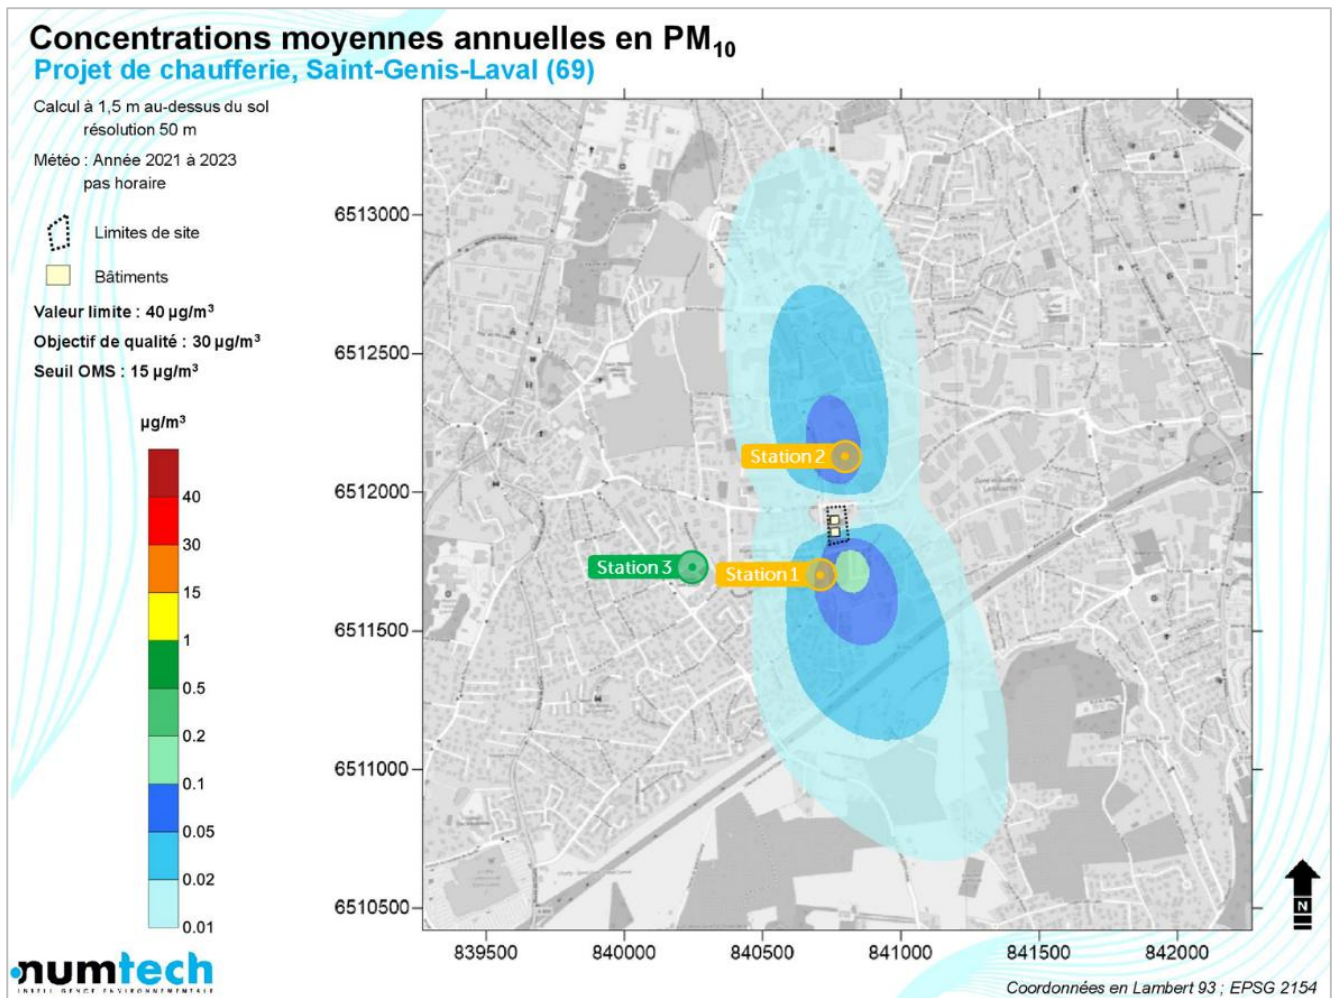 Concentrations moyennes annuelles en PM₁₀
Projet de chaufferie, Saint-Genis-Laval (69)
Calcul à 1,5 m au-dessus du sol
résolution 50 m
Météo : Année 2021 à 2023
pas horaire
Limites de site
Bâtiments
Valeur limite : 40 µg/m³
Objectif de qualité : 30 µg/m³
Seuil OMS : 15 µg/m³
µg/m³
40
30
15
1
0.5
0.2
0.1
0.05
0.02
0.01
6513000
6512500
6512000
6511500
6511000
6510500
Station 2
Station 3
Station 1
839500
840000
840500
841000
841500
842000
N
numtech
INTELLIGENCE ENVIRONNEMENTALE
Coordonnées en Lambert 93 ; EPSG 2154